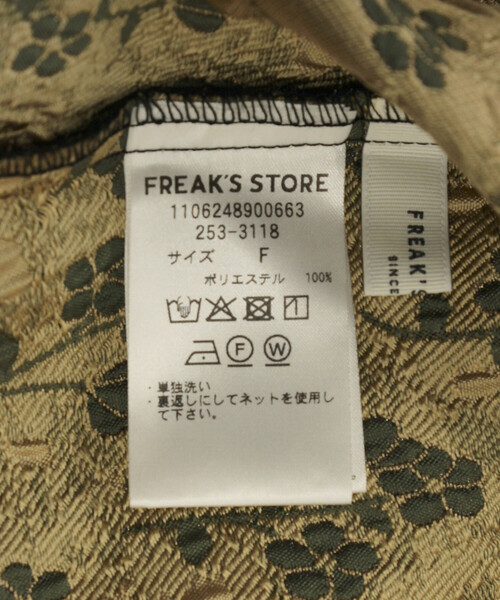 FREAK'S STORE
1106248900663
253-3118
サイズ F
ポリエステル 100%
F W
・単独洗い
・裏返しにしてネットを使用し
て下さい。
FREAK'S
SINCE